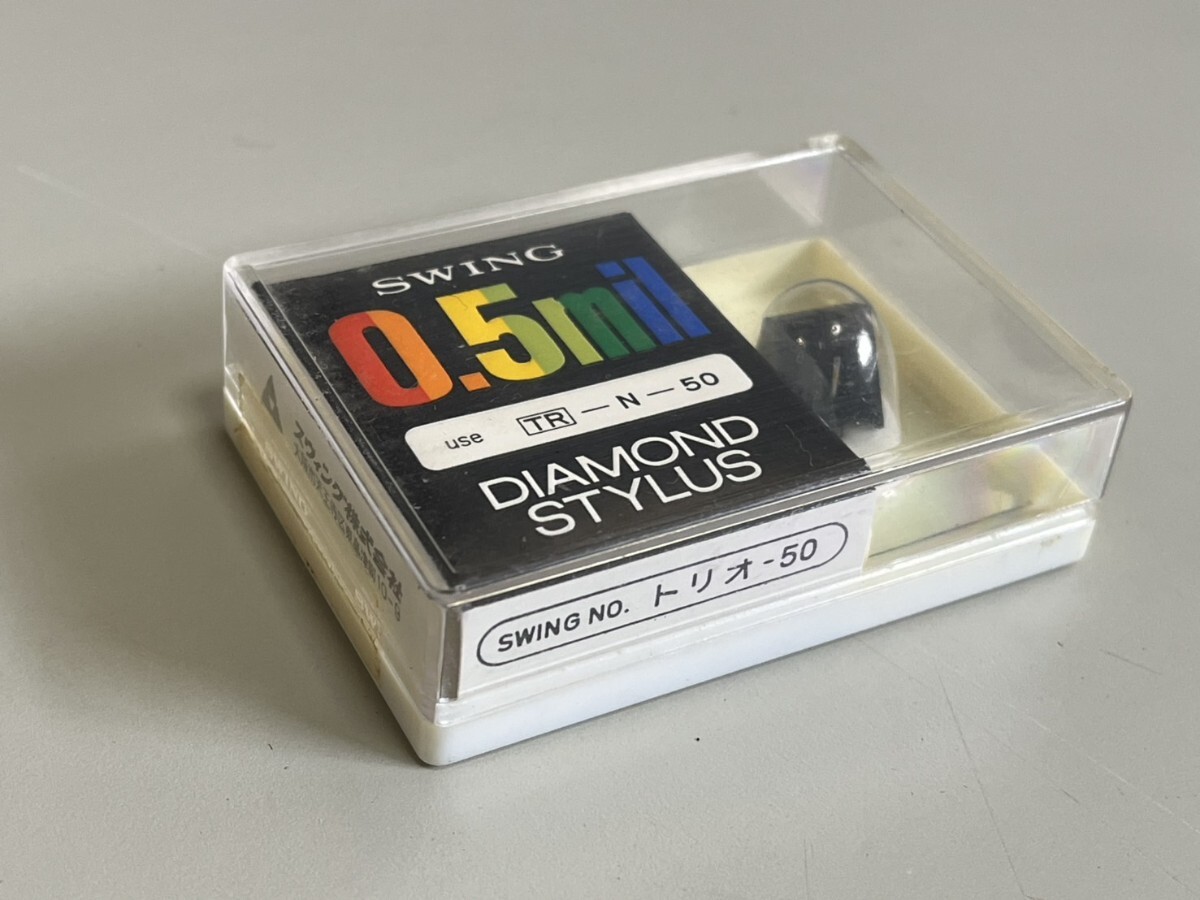 SWING
0.5mil
use TR-N-50
DIAMOND
STYLUS
SWING NO. トリオ-50
スウィング株式会社